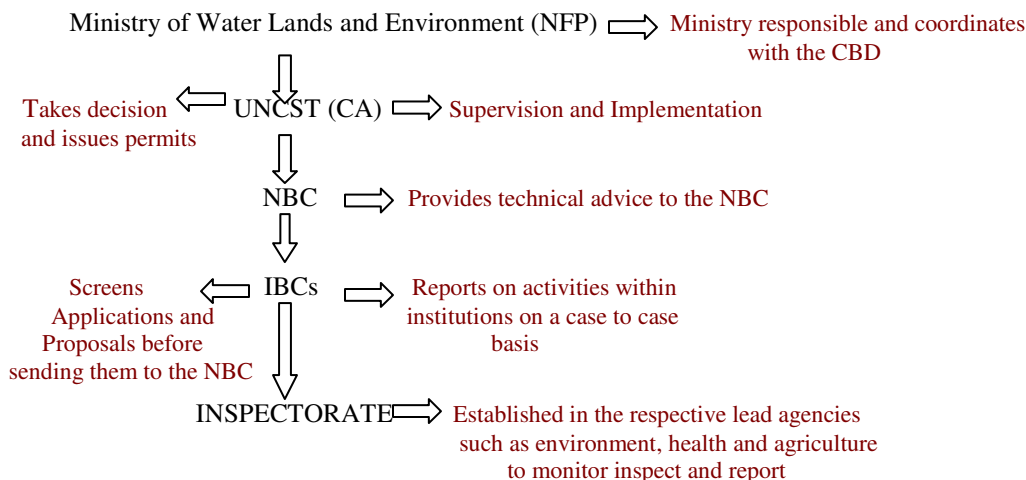 Ministry of Water Lands and Environment (NFP)
Ministry responsible and coordinates
with the CBD
Takes decision
and issues permits
UNCST (CA)
Supervision and Implementation
NBC
Provides technical advice to the NBC
Screens
Applications and
Proposals before
sending them to the NBC
IBCs
Reports on activities within
institutions on a case to case
basis
INSPECTORATE
Established in the respective lead agencies
such as environment, health and agriculture
to monitor inspect and report